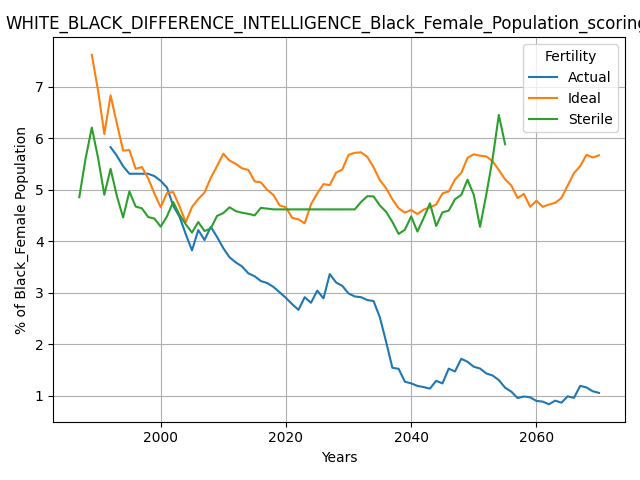 WHITE_BLACK_DIFFERENCE_INTELLIGENCE_Black_Female_Population_scoring
Fertility
Actual
Ideal
Sterile
% of Black_Female Population
7
6
5
4
3
2
1
2000 2020 2040 2060
Years